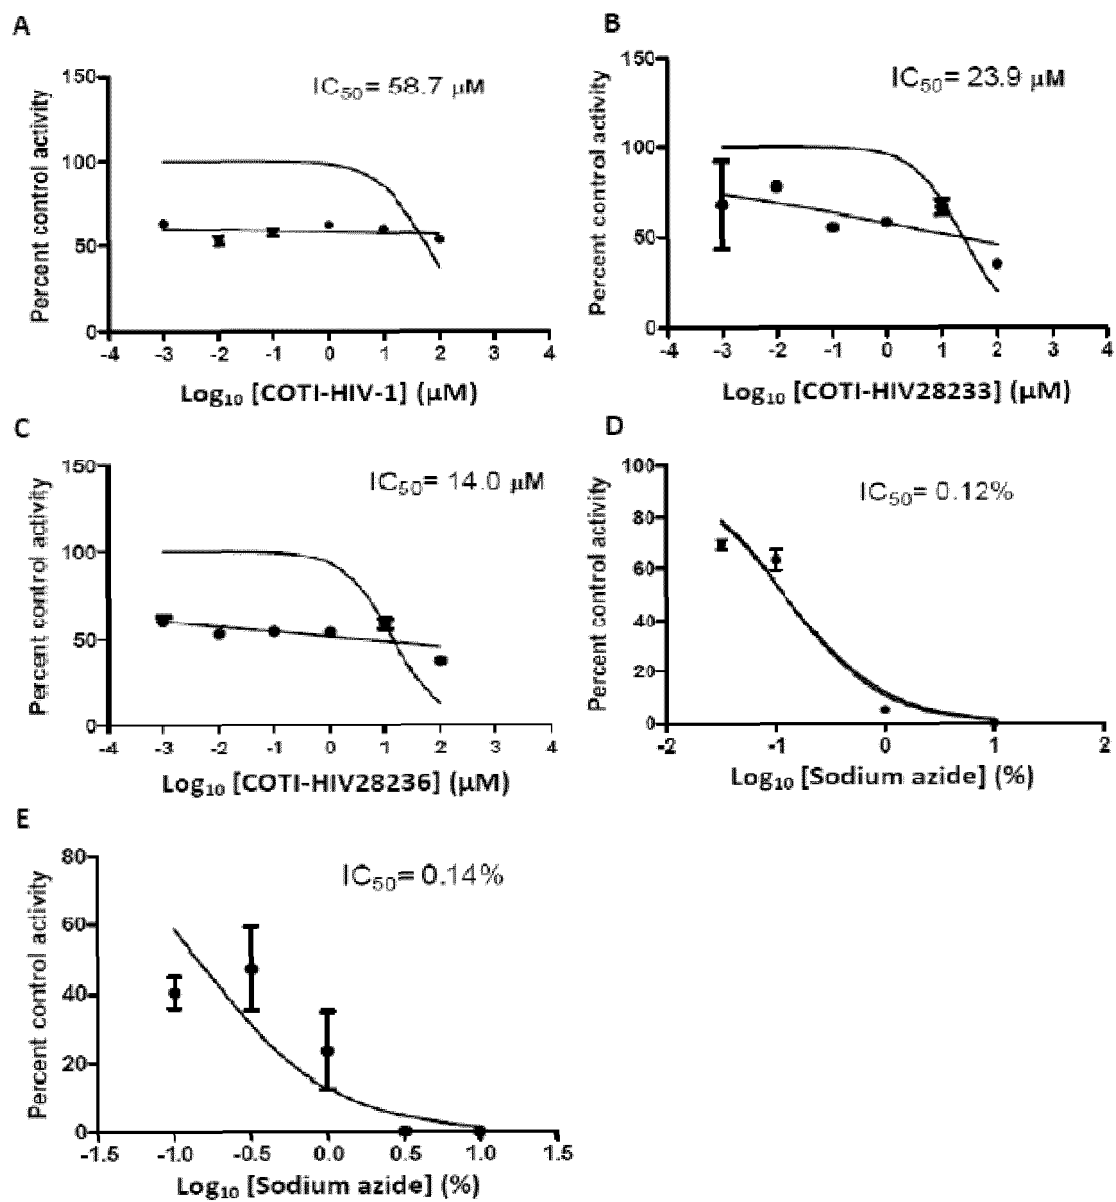 A
IC50= 58.7 μM
Percent control activity
150
100
50
0
-3 -2 -1 0 1 2 3 4
Log10 [COTI-HIV-1] (μM)
B
IC50= 23.9 μM
Percent control activity
150
100
50
0
-4 -3 -2 -1 0 1 2 3 4
Log10 [COTI-HIV28233] (μM)
C
IC50= 14.0 μM
Percent control activity
150
100
50
0
-3 -2 -1 0 1 2 3 4
Log10 [COTI-HIV28236] (μM)
D
IC50= 0.12%
Percent control activity
100
80
60
40
20
0
-2 -1 0 1 2
Log10 [Sodium azide] (%)
E
IC50= 0.14%
Percent control activity
80
60
40
20
0
-1.5 -1.0 -0.5 0.0 0.5 1.0 1.5
Log10 [Sodium azide] (%)